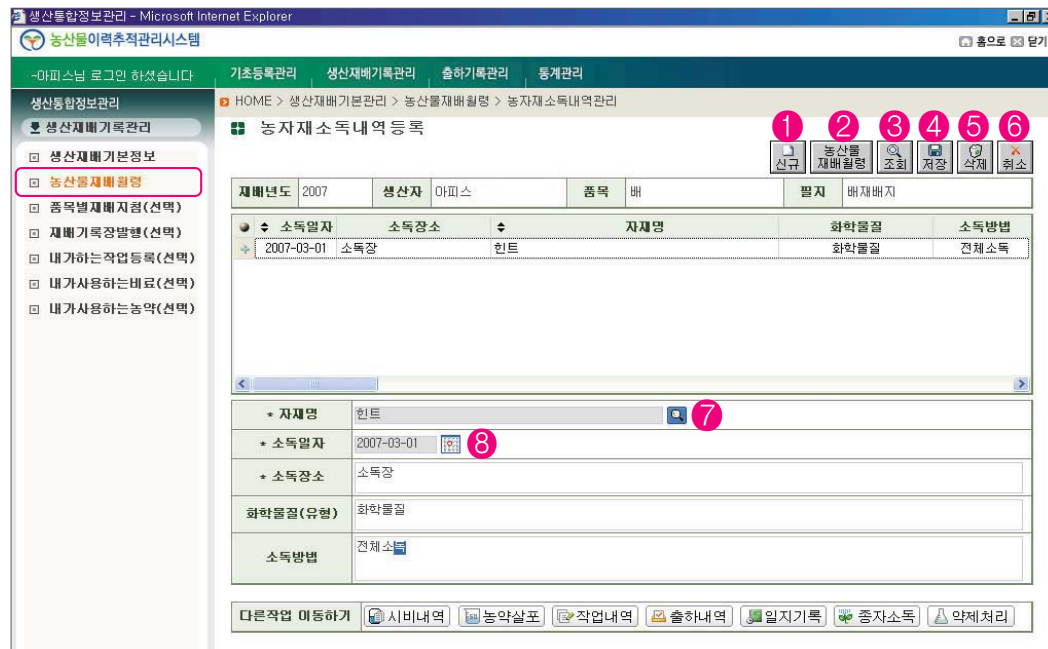 생산통합정보관리 - Microsoft Internet Explorer
농산물이력추적관리시스템
홈으로 닫기
-아피스님 로그인 하셨습니다
기초등록관리 생산재배기록관리 출하기록관리 통계관리
생산통합정보관리
HOME > 생산재배기본관리 > 농산물재배월령 > 농자재소독내역관리
생산재배기록관리
농자재소독내역등록
1 2 3 4 5 6
신규 농산물 재배월령 조회 저장 삭제 취소
생산재배기본정보
농산물재배월령
품목별재배지침(선택)
재배기록장발행(선택)
내가하는작업등록(선택)
내가사용하는비료(선택)
내가사용하는농약(선택)
재배년도 2007 생산자 아피스 품목 배 필지 배재배지
소독일자 소독장소 자재명 화학물질 소독방법
2007-03-01 소독장 힌트 화학물질 전체소독
* 자재명 힌트 7
* 소독일자 2007-03-01 8
* 소독장소 소독장
화학물질(유형) 화학물질
소독방법 전체소독
다른작업 이동하기 시비내역 농약살포 작업내역 출하내역 일지기록 종자소독 약제처리